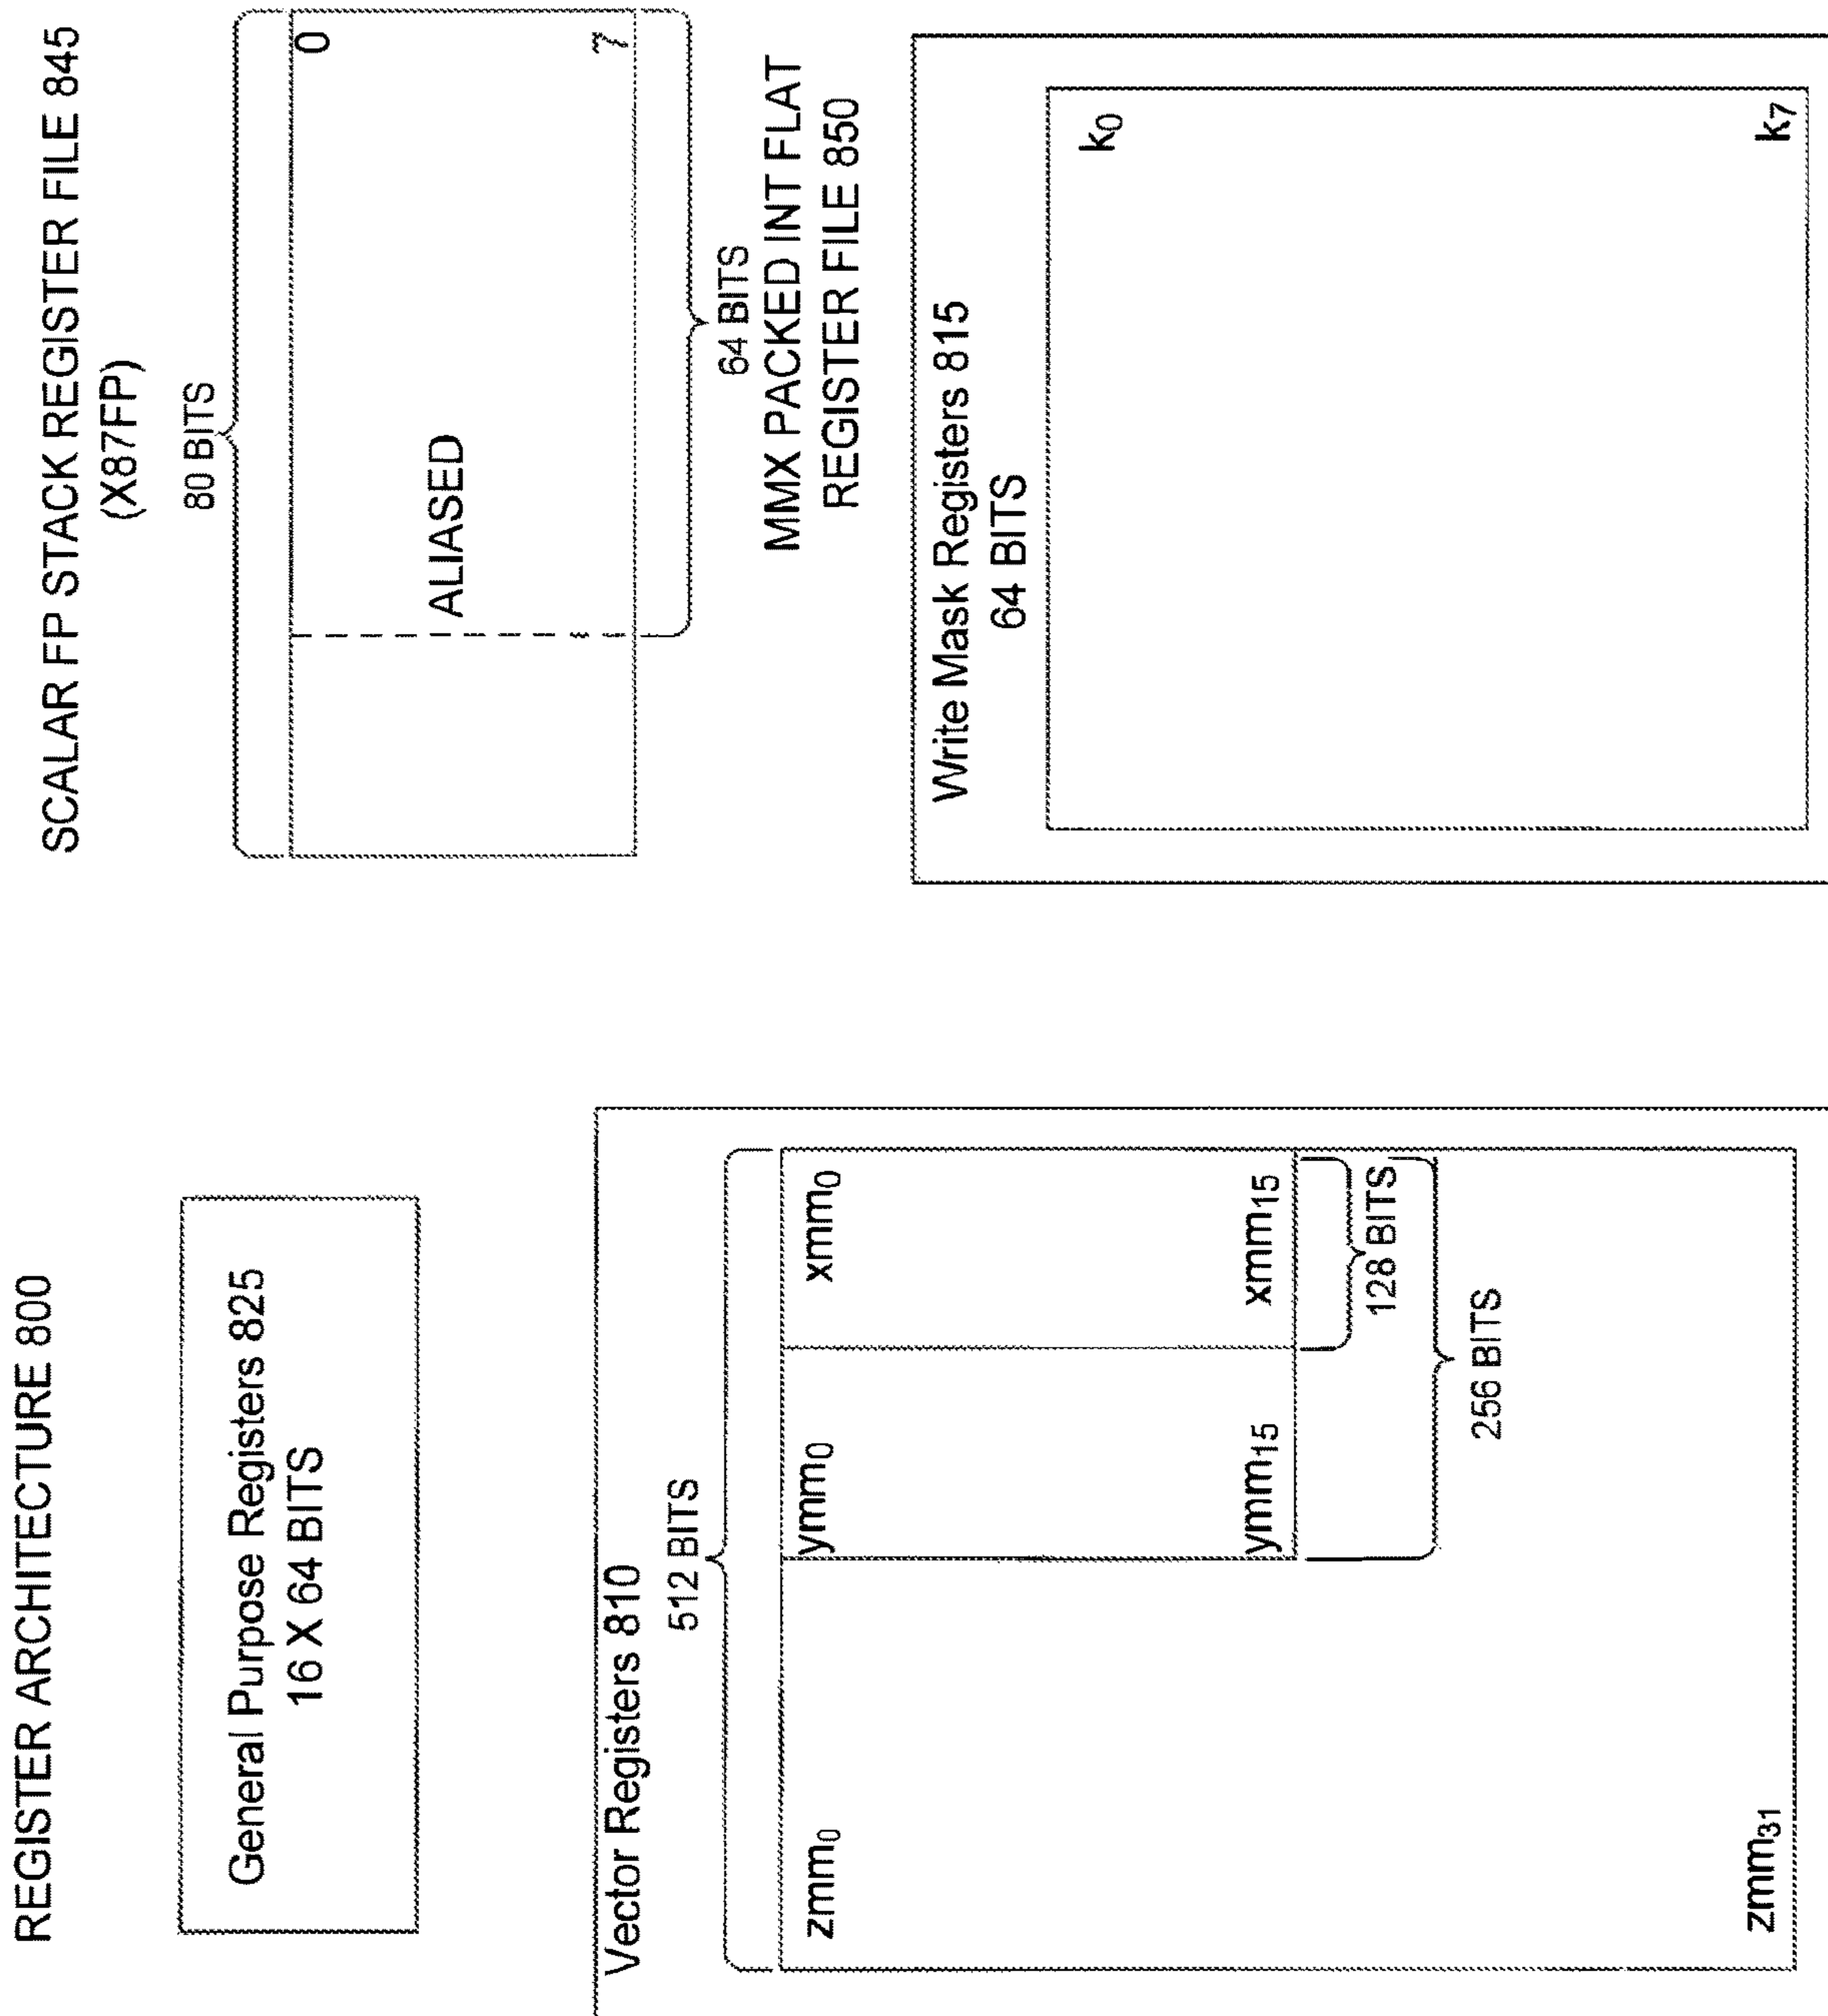 REGISTER ARCHITECTURE 800
General Purpose Registers 825
16 X 64 BITS
Vector Registers 810
512 BITS
zmm0
ymm0
xmm0
ymm15
xmm15
128 BITS
256 BITS
zmm31
SCALAR FP STACK REGISTER FILE 845
(X87FP)
80 BITS
0
ALIASED
7
64 BITS
MMX PACKED INT FLAT
REGISTER FILE 850
Write Mask Registers 815
64 BITS
k0
k7